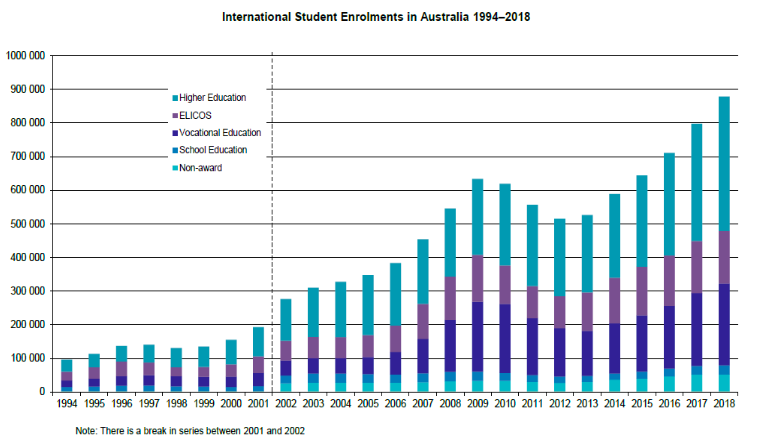 International Student Enrolments in Australia 1994–2018
1000 000
900 000
800 000
700 000
600 000
500 000
400 000
300 000
200 000
100 000
0
Higher Education
ELICOS
Vocational Education
School Education
Non-award
1994 1995 1996 1997 1998 1999 2000 2001 2002 2003 2004 2005 2006 2007 2008 2009 2010 2011 2012 2013 2014 2015 2016 2017 2018
Note: There is a break in series between 2001 and 2002